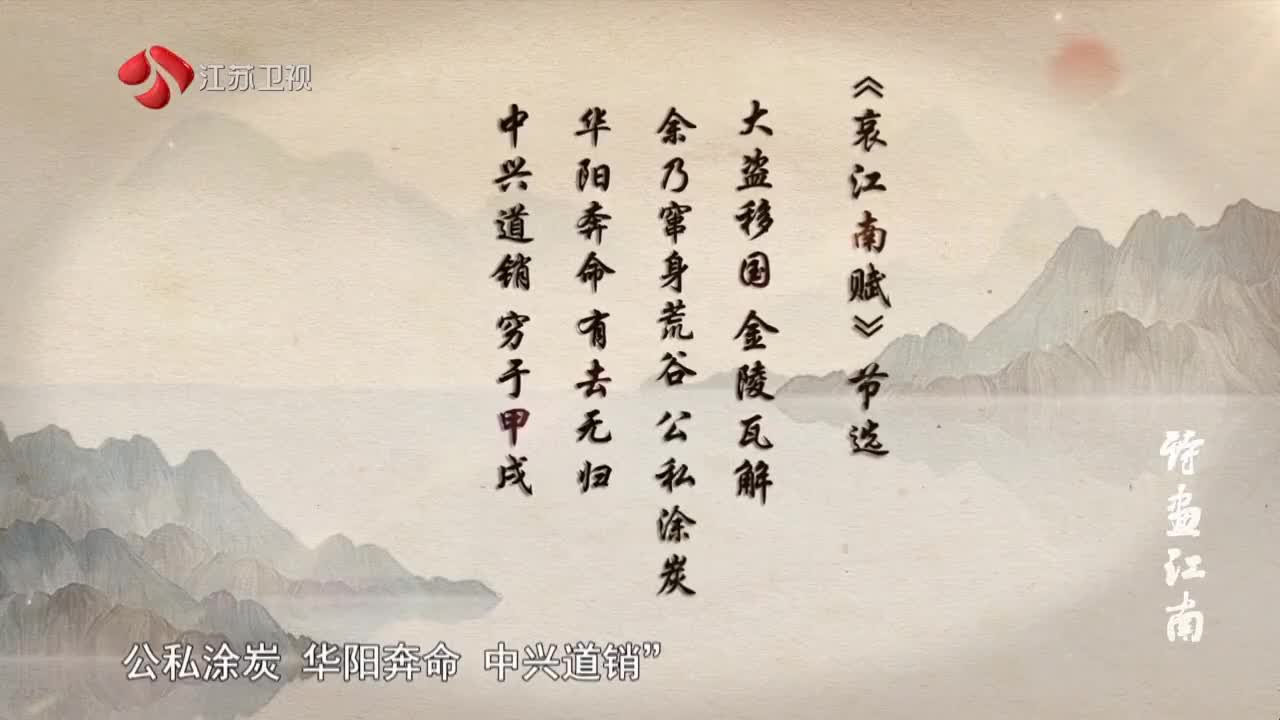 江苏卫视
《哀江南赋》节选
大盗移国 金陵瓦解
余乃窜身荒谷 公私涂炭
华阳奔命 有去无归
中兴道销 穷于甲戌
诗画江南
公私涂炭 华阳奔命 中兴道销”